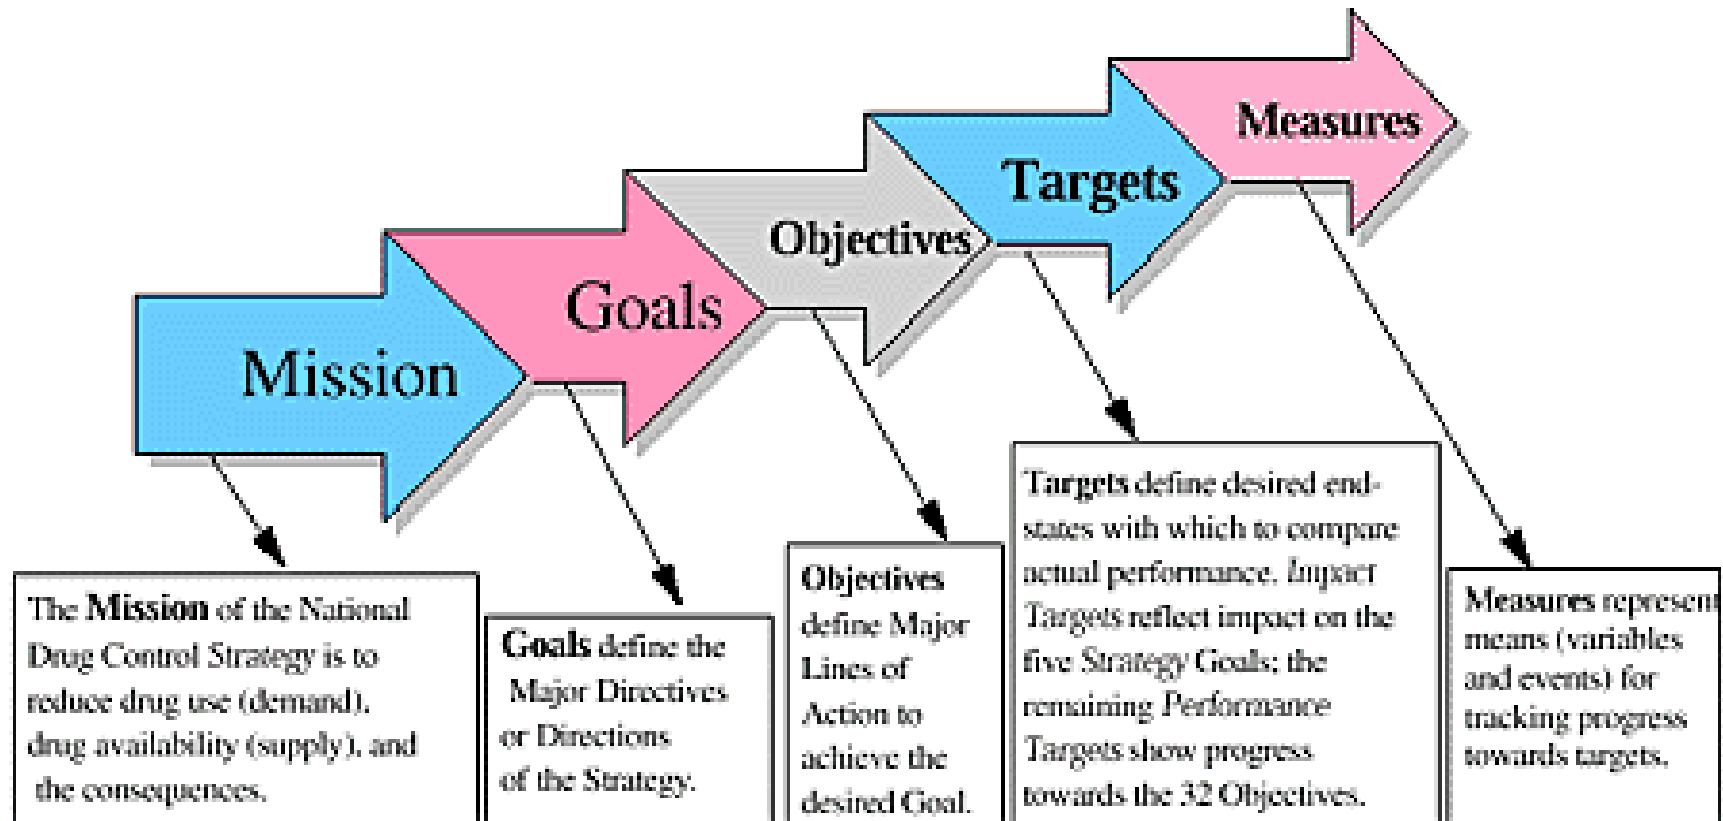 Measures
Targets
Objectives
Goals
Mission
The Mission of the National
Drug Control Strategy is to
reduce drug use (demand),
drug availability (supply), and
the consequences.
Goals define the
Major Directives
or Directions
of the Strategy.
Objectives
define Major
Lines of
Action to
achieve the
desired Goal.
Targets define desired end-
states with which to compare
actual performance. Impact
Targets reflect impact on the
five Strategy Goals; the
remaining Performance
Targets show progress
towards the 32 Objectives.
Measures represent
means (variables
and events) for
tracking progress
towards targets.